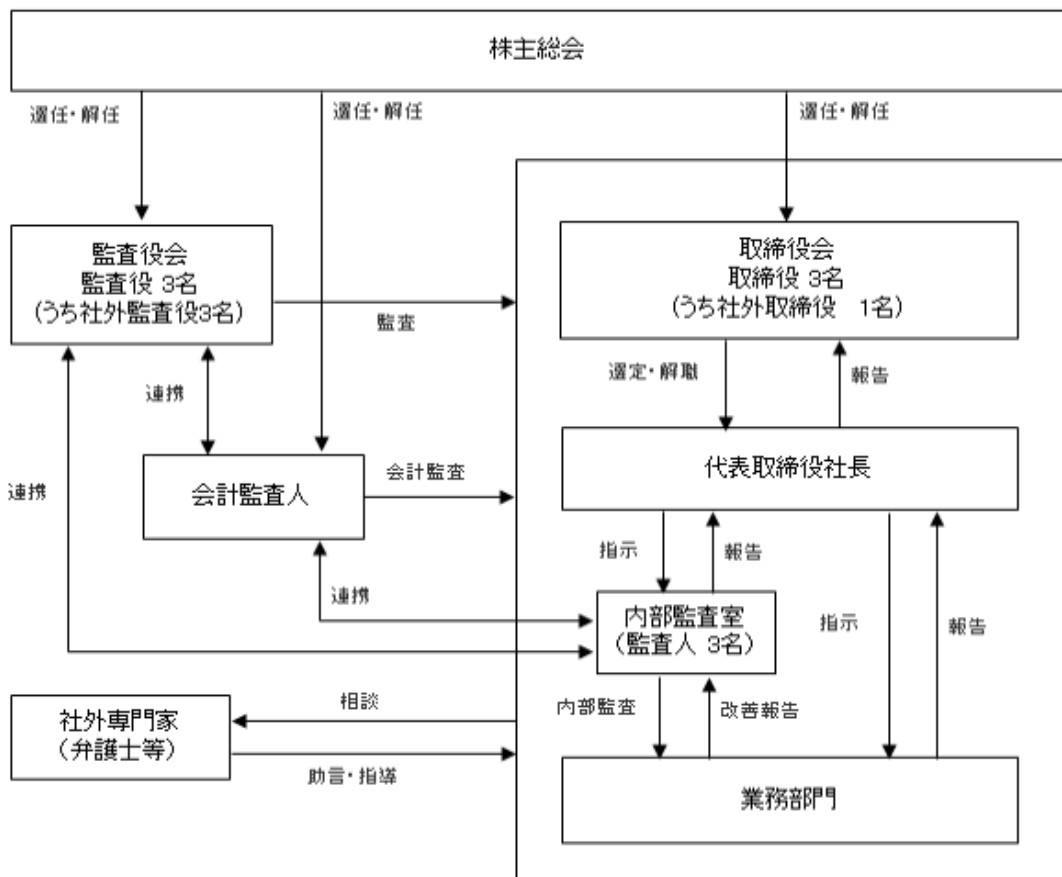 株主総会
選任・解任
選任・解任
選任・解任
監査役会
監査役 3名
(うち社外監査役3名)
取締役会
取締役 3名
(うち社外取締役　1名)
監査
選定・解職
報告
連携
代表取締役社長
会計監査人
会計監査
連携
指示
報告
連携
内部監査室
(監査人 3名)
指示
報告
社外専門家
(弁護士等)
相談
内部監査
改善報告
助言・指導
業務部門